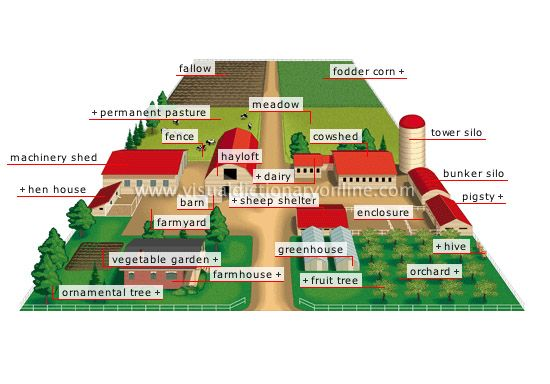 fallow
fodder corn +
+ permanent pasture
meadow
fence
cowshed
tower silo
machinery shed
hayloft
+ dairy
bunker silo
www.visualdictionaryonline.com
+ hen house
barn
+ sheep shelter
pigsty +
enclosure
farmyard
greenhouse
+ hive
vegetable garden +
farmhouse +
+ fruit tree
orchard +
ornamental tree +